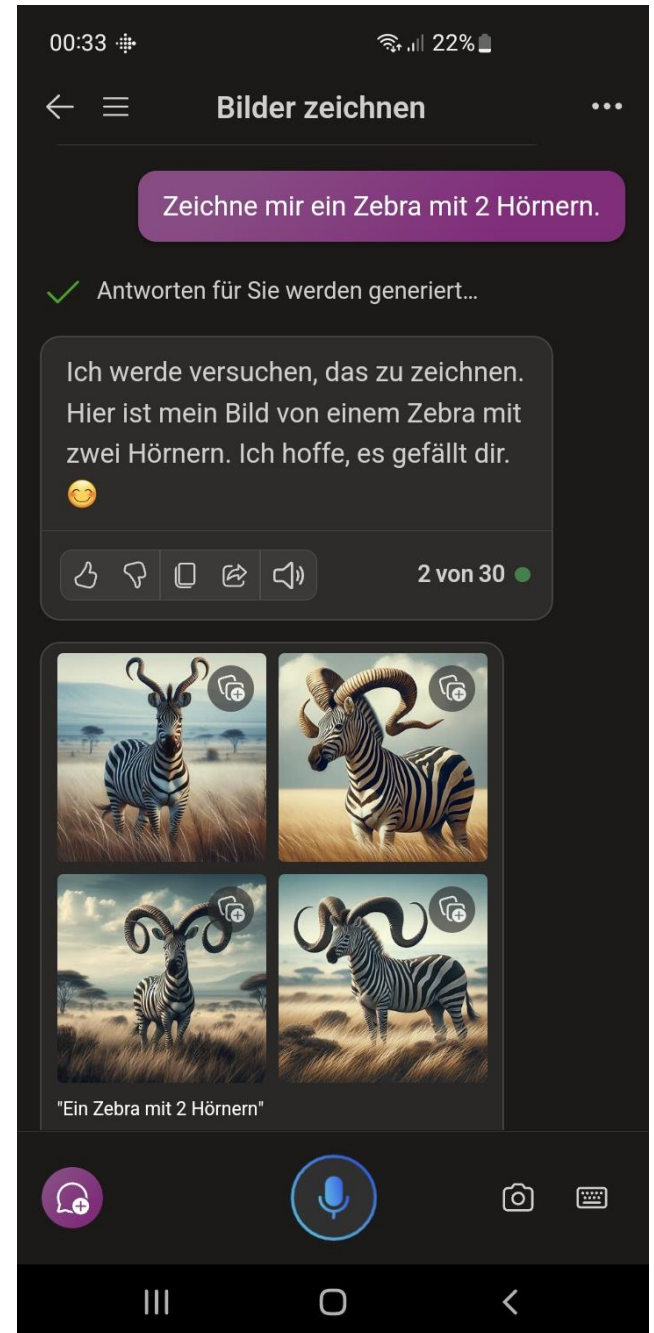 00:33 22%
Bilder zeichnen
Zeichne mir ein Zebra mit 2 Hörnern.
Antworten für Sie werden generiert...
Ich werde versuchen, das zu zeichnen.
Hier ist mein Bild von einem Zebra mit
zwei Hörnern. Ich hoffe, es gefällt dir.
😊
2 von 30
"Ein Zebra mit 2 Hörnern"